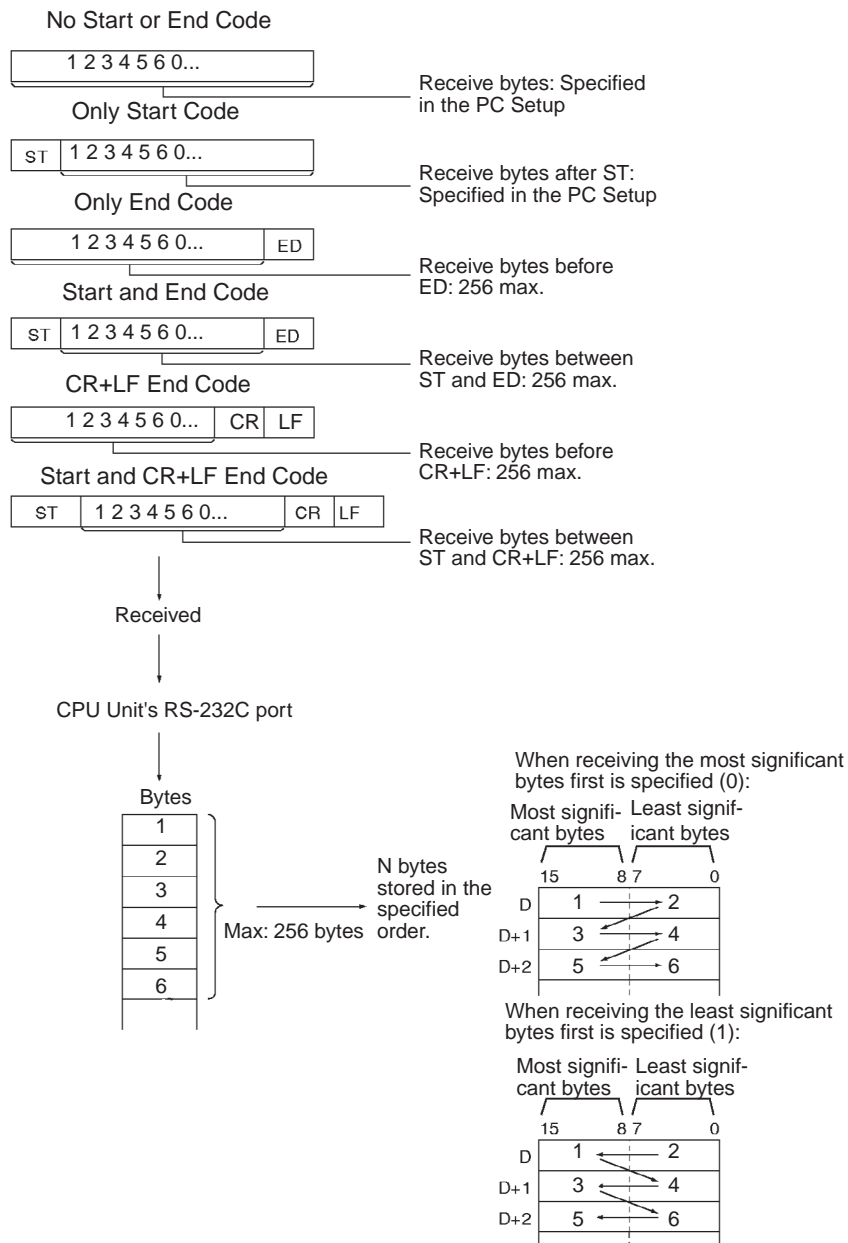 No Start or End Code
1 2 3 4 5 6 0...
Receive bytes: Specified
in the PC Setup
Only Start Code
ST 1 2 3 4 5 6 0...
Receive bytes after ST:
Specified in the PC Setup
Only End Code
1 2 3 4 5 6 0... ED
Receive bytes before
ED: 256 max.
Start and End Code
ST 1 2 3 4 5 6 0... ED
Receive bytes between
ST and ED: 256 max.
CR+LF End Code
1 2 3 4 5 6 0... CR LF
Receive bytes before
CR+LF: 256 max.
Start and CR+LF End Code
ST 1 2 3 4 5 6 0... CR LF
Receive bytes between
ST and CR+LF: 256 max.
Received
CPU Unit's RS-232C port
Bytes
1
2
3
4
5
6
Max: 256 bytes
N bytes
stored in the
specified
order.
When receiving the most significant
bytes first is specified (0):
Most signifi- Least signif-
cant bytes icant bytes
15 8 7 0
D 1 2
D+1 3 4
D+2 5 6
When receiving the least significant
bytes first is specified (1):
Most signifi- Least signif-
cant bytes icant bytes
15 8 7 0
D 1 2
D+1 3 4
D+2 5 6